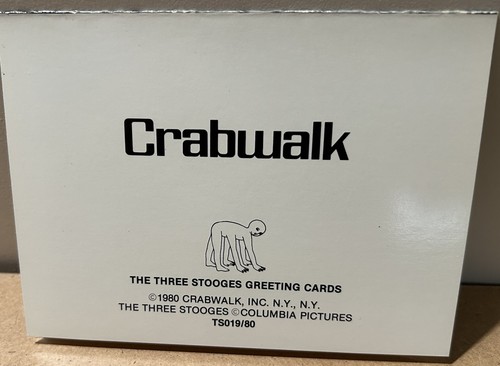 Crabwalk
THE THREE STOOGES GREETING CARDS
©1980 CRABWALK, INC. N.Y., N.Y.
THE THREE STOOGES ©COLUMBIA PICTURES
TS019/80